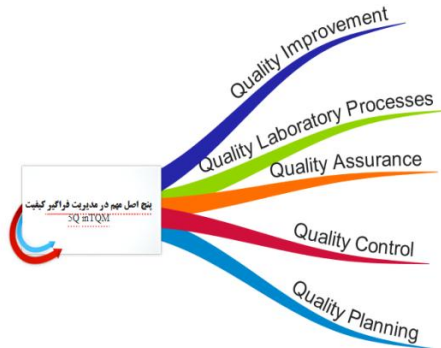 Quality Improvement
Quality Laboratory Processes
Quality Assurance
پنج اصل مهم در مدیریت فراگیر کیفیت
5Q inTQM
Quality Control
Quality Planning